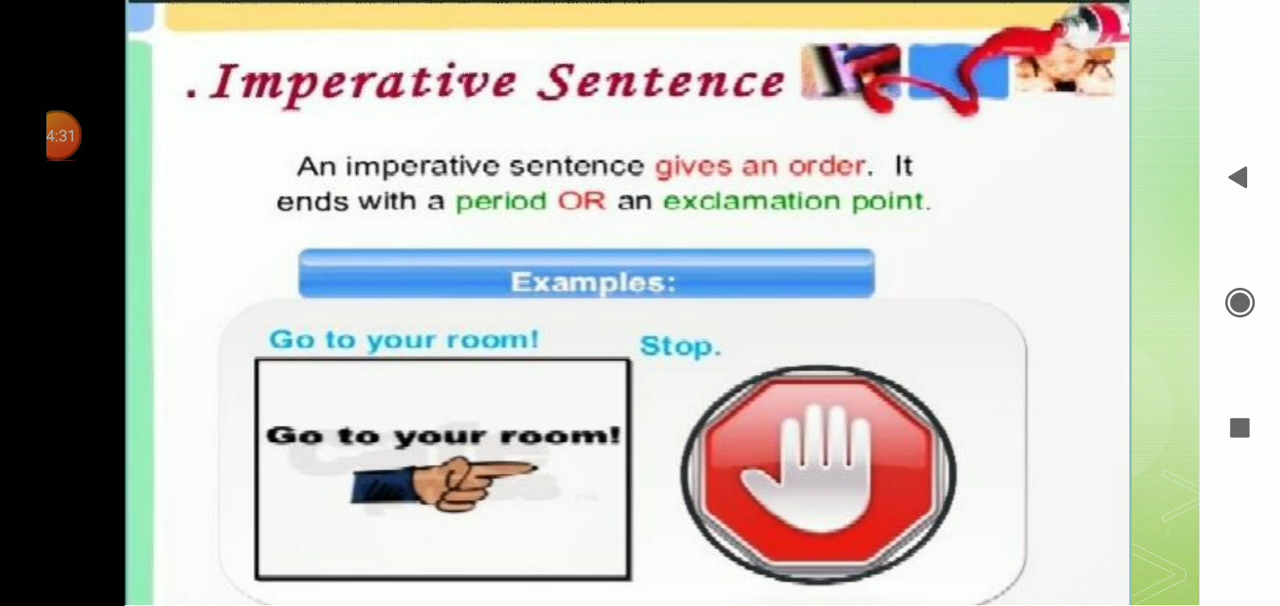 4:31
.Imperative Sentence
An imperative sentence gives an order. It
ends with a period OR an exclamation point.
Examples:
Go to your room!
Stop.
Go to your room!